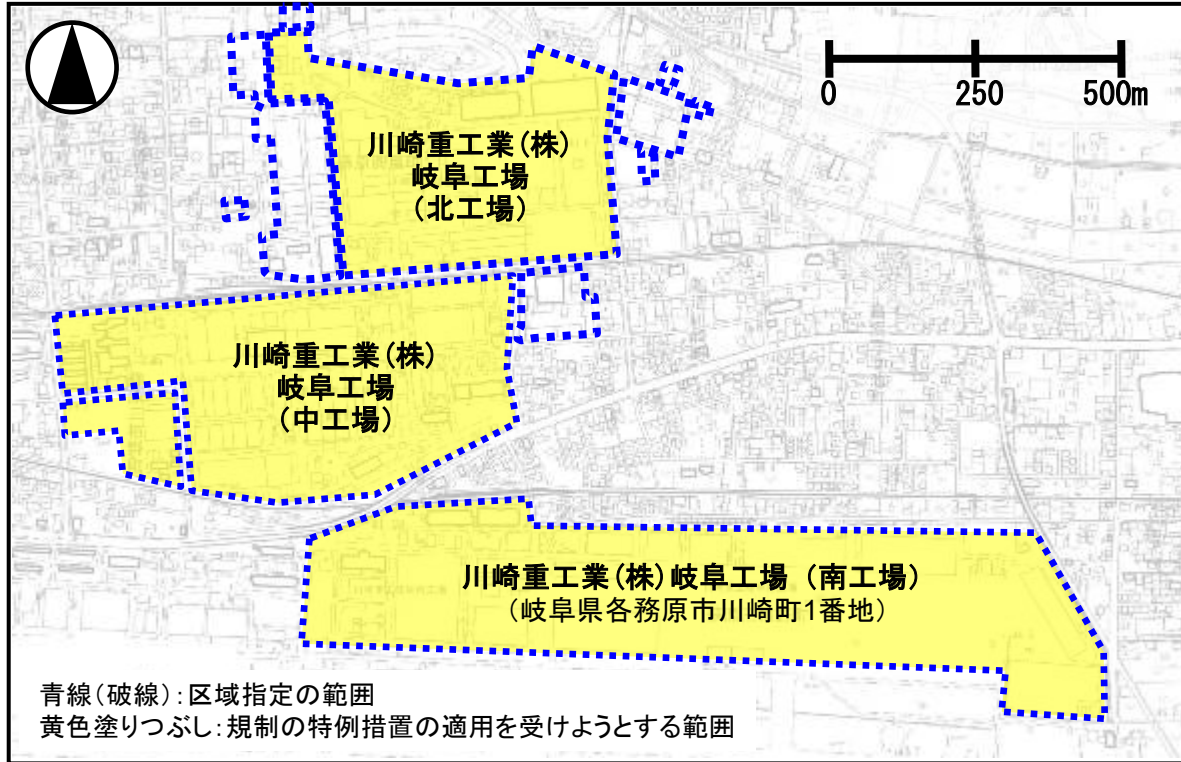 0 250 500m
川崎重工業(株)
岐阜工場
(北工場)
川崎重工業(株)
岐阜工場
(中工場)
川崎重工業(株)岐阜工場（南工場）
（岐阜県各務原市川崎町1番地）
青線(破線):区域指定の範囲
黄色塗りつぶし:規制の特例措置の適用を受けようとする範囲